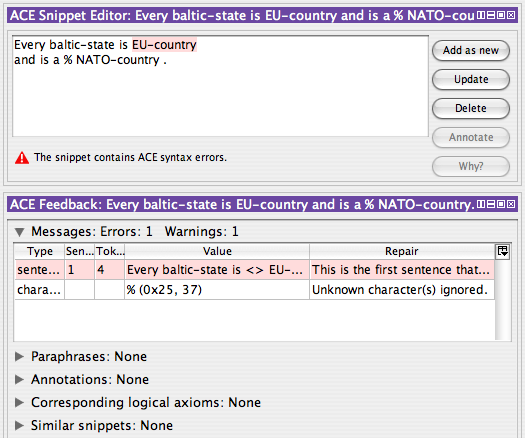 ACE Snippet Editor: Every baltic-state is EU-country and is a % NATO-cou
Every baltic-state is EU-country
and is a % NATO-country .
Add as new
Update
Delete
Annotate
Why?
The snippet contains ACE syntax errors.
ACE Feedback: Every baltic-state is EU-country and is a % NATO-country.
Messages: Errors: 1 Warnings: 1
Type Sen... Tok... Value Repair
sente... 1 4 Every baltic-state is <> EU-... This is the first sentence that...
chara... % (0x25, 37) Unknown character(s) ignored.
Paraphrases: None
Annotations: None
Corresponding logical axioms: None
Similar snippets: None